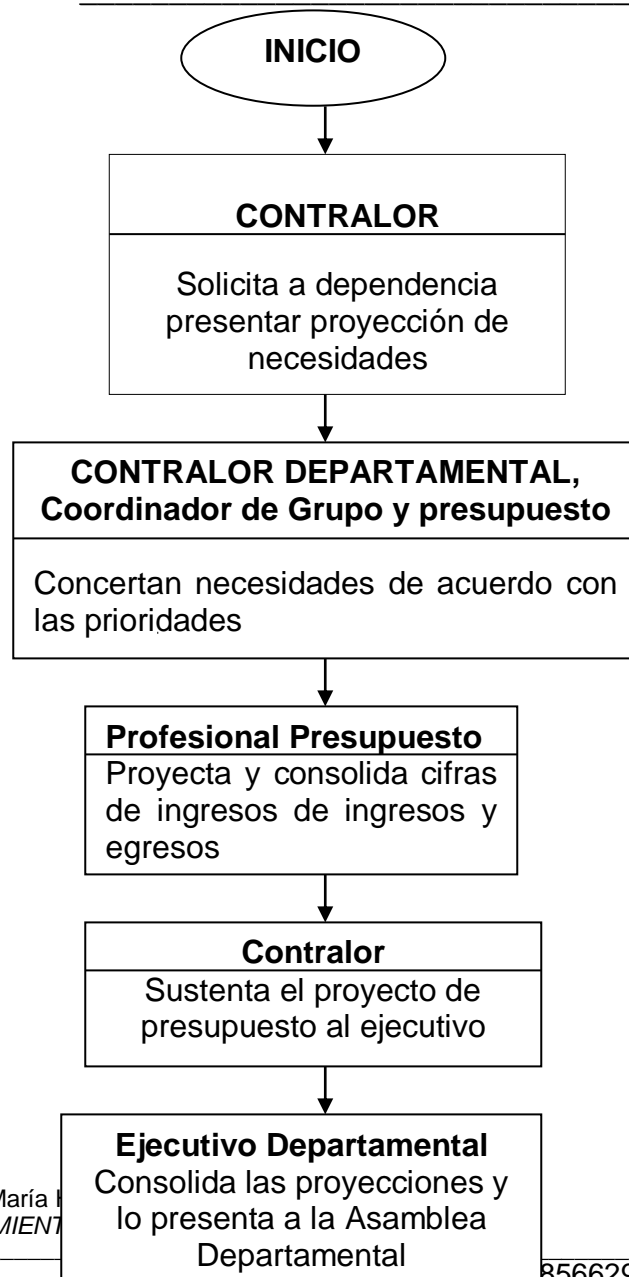 INICIO
CONTRALOR
Solicita a dependencia
presentar proyección de
necesidades
CONTRALOR DEPARTAMENTAL,
Coordinador de Grupo y presupuesto
Concertan necesidades de acuerdo con
las prioridades
Profesional Presupuesto
Proyecta y consolida cifras
de ingresos de ingresos y
egresos
Contralor
Sustenta el proyecto de
presupuesto al ejecutivo
Ejecutivo Departamental
Consolida las proyecciones y
lo presenta a la Asamblea
Departamental
María
856629